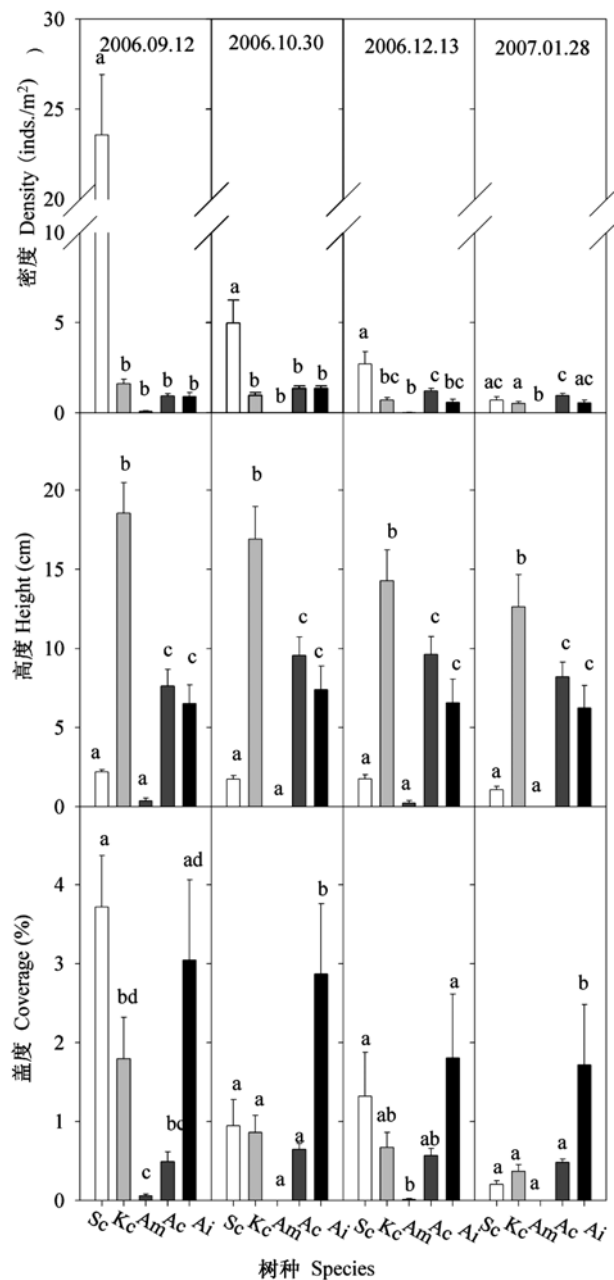 30
2006.09.12 2006.10.30 2006.12.13 2007.01.28
a
)
25
20
密度 Density (inds./m²
10
a
5
a
b b b b
b b b b
bc b c bc
ac a b c ac
0
高度 Height (cm)
20
15
10
5
0
a b a c c
a b a c c
a b a c c
a b a c c
盖度 Coverage (%)
4
3
2
1
0
a bd c bc ad
a a a a b
a ab b ab a
a a a a b
Sc Kc Am Ac Ai Sc Kc Am Ac Ai Sc Kc Am Ac Ai Sc Kc Am Ac Ai
树种 Species